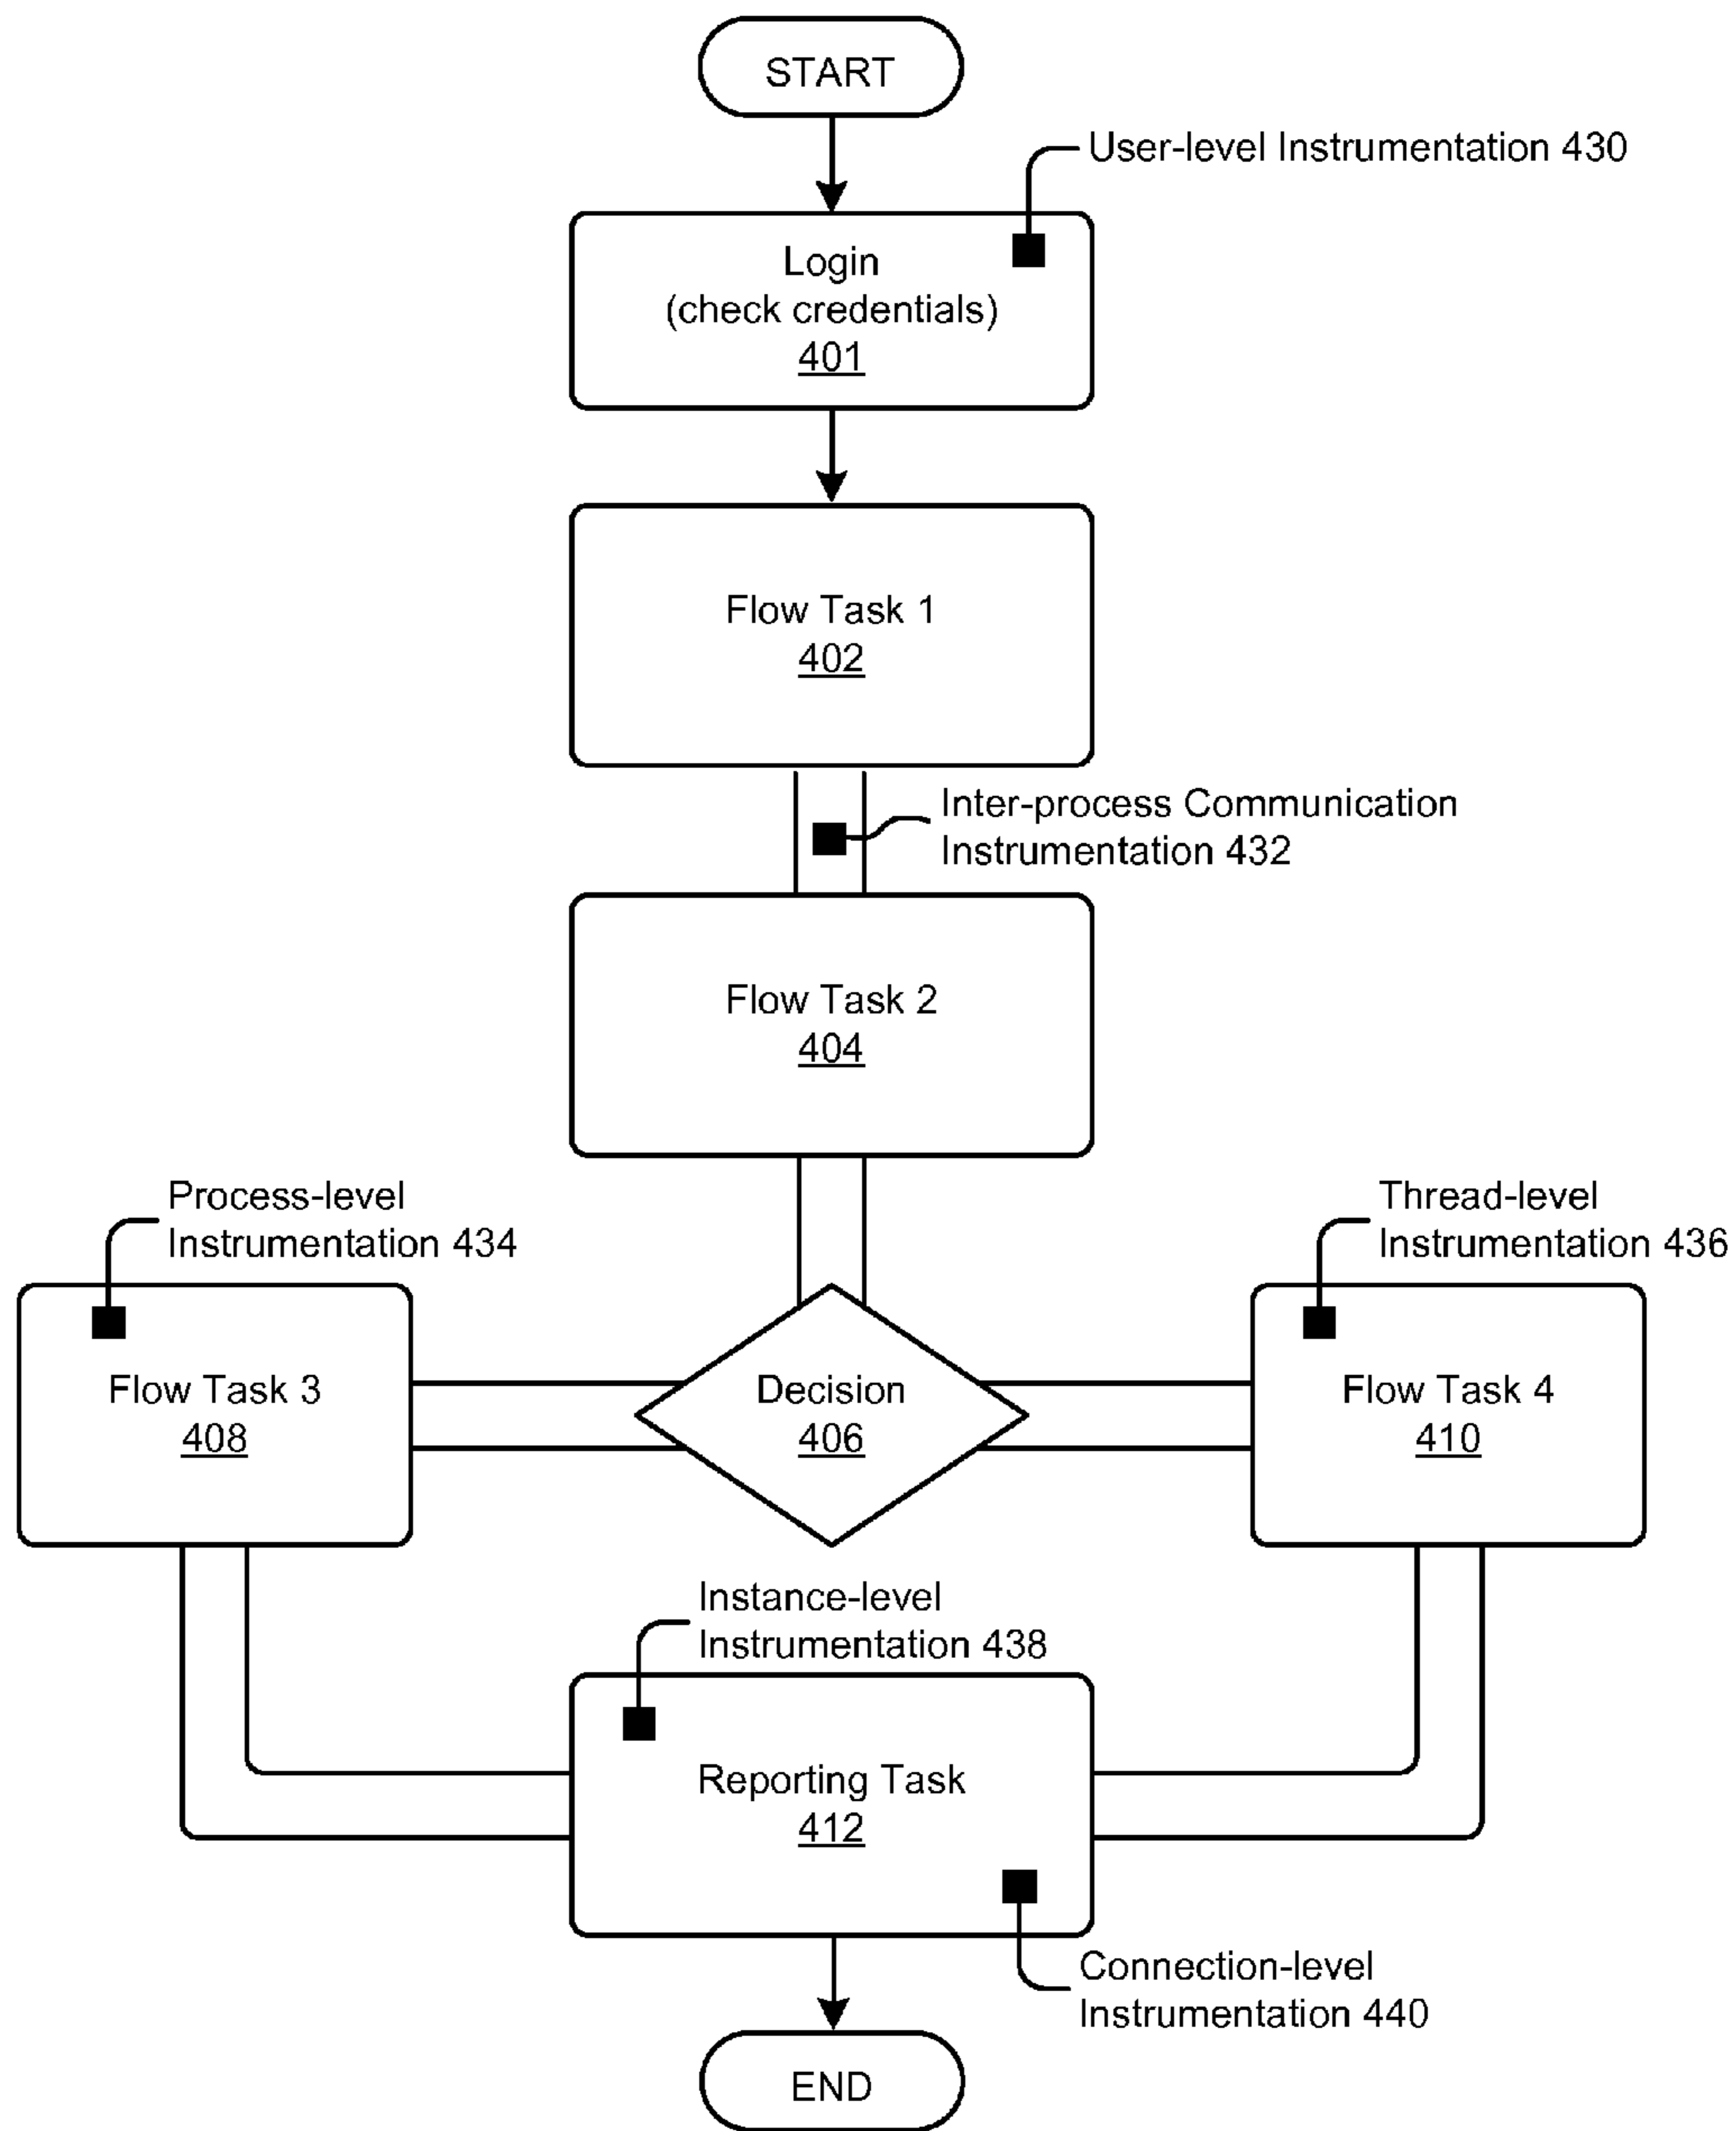 START
User-level Instrumentation 430
Login
(check credentials)
401
Flow Task 1
402
Inter-process Communication
Instrumentation 432
Flow Task 2
404
Process-level
Instrumentation 434
Thread-level
Instrumentation 436
Flow Task 3
408
Decision
406
Flow Task 4
410
Instance-level
Instrumentation 438
Reporting Task
412
Connection-level
Instrumentation 440
END